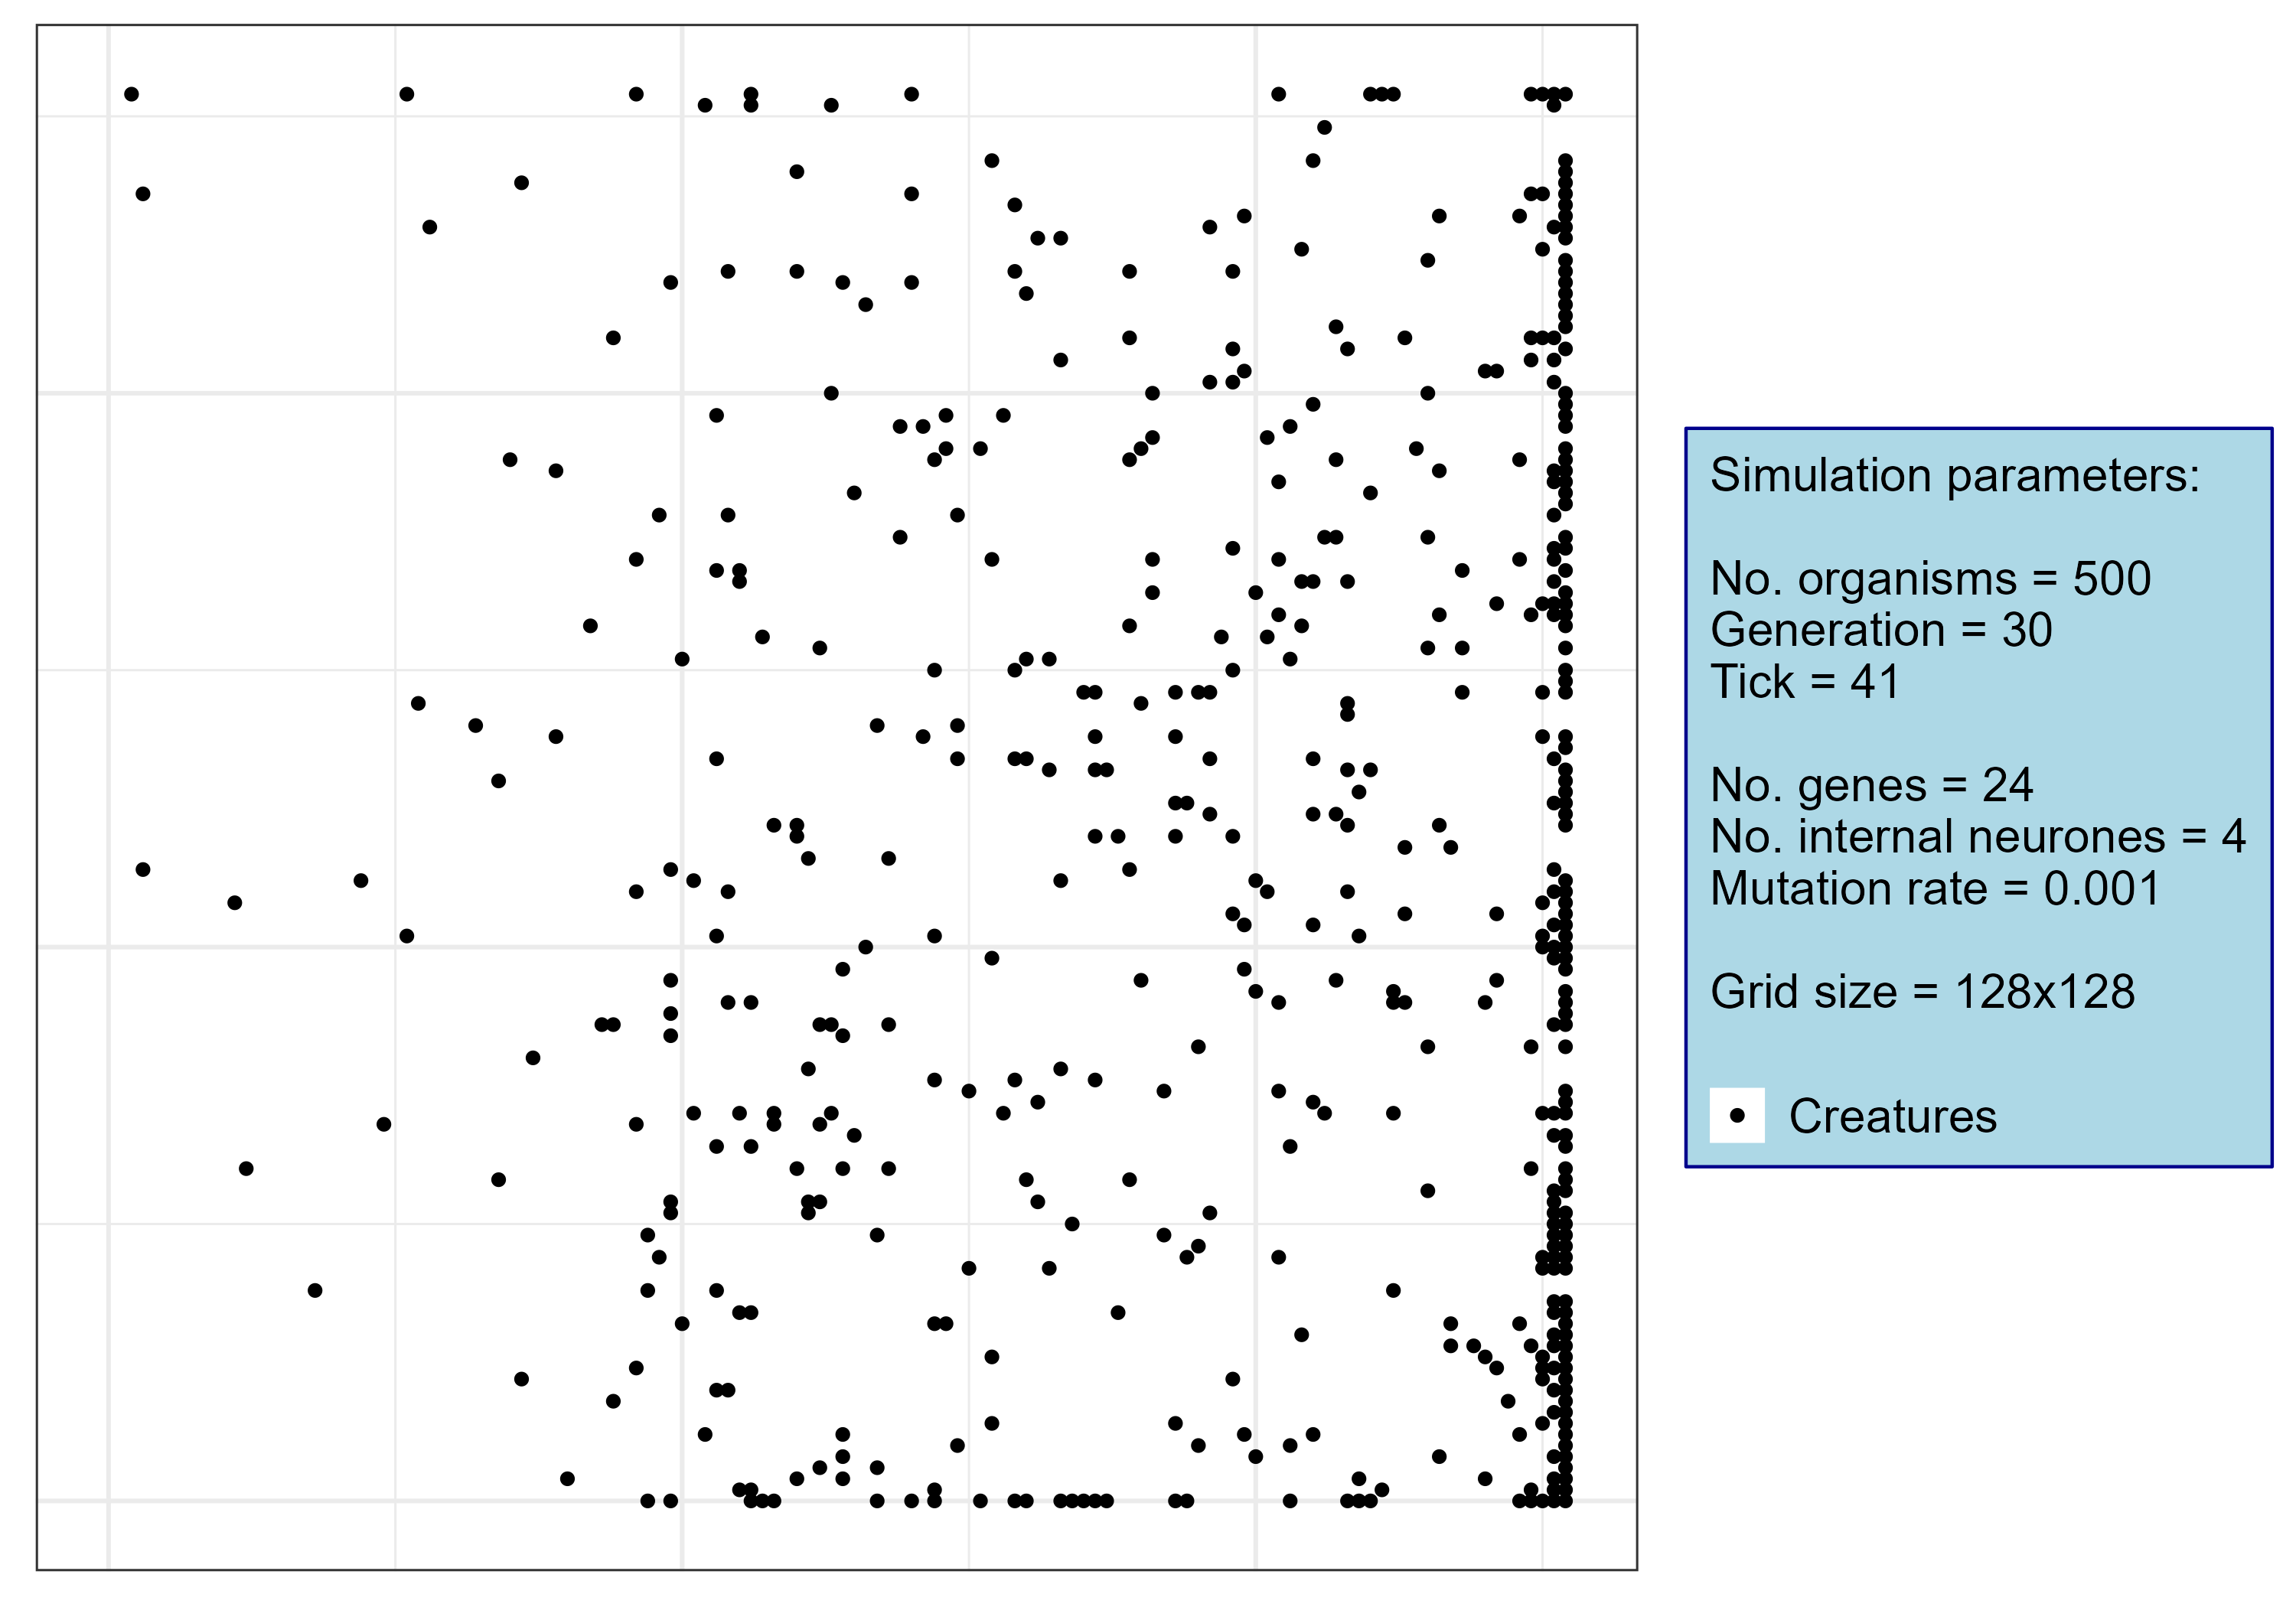 Simulation parameters:
No. organisms = 500
Generation = 30
Tick = 41
No. genes = 24
No. internal neurones = 4
Mutation rate = 0.001
Grid size = 128x128
Creatures